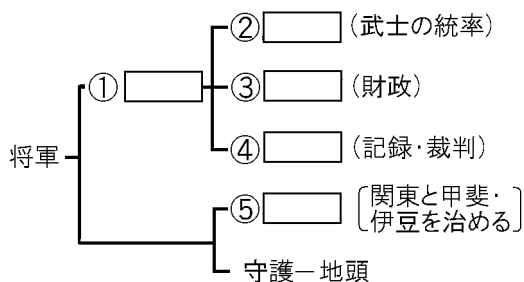 ② (武士の統率)
① ③ (財政)
④ (記録・裁判)
将軍
⑤ 〔関東と甲斐・
伊豆を治める〕
守護－地頭